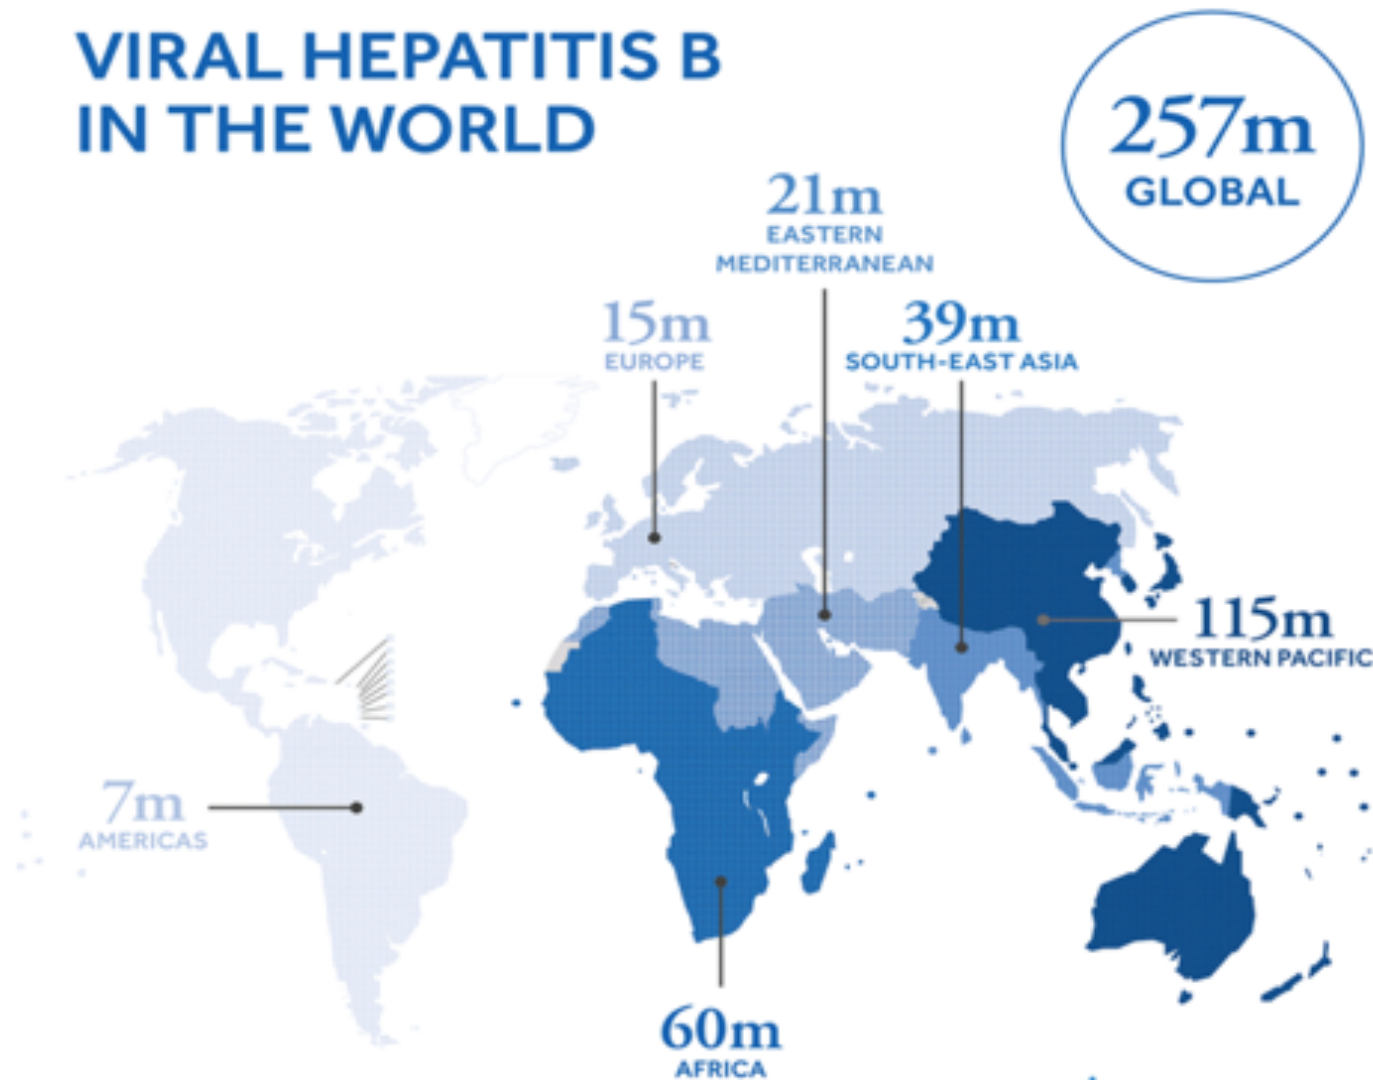 VIRAL HEPATITIS B
IN THE WORLD
257m
GLOBAL
21m
EASTERN
MEDITERRANEAN
15m
EUROPE
39m
SOUTH-EAST ASIA
115m
WESTERN PACIFIC
7m
AMERICAS
60m
AFRICA